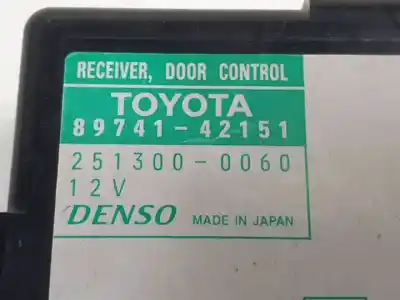 RECEIVER, DOOR CONTROL
TOYOTA
89741-42151
251300-0060
12V
DENSO MADE IN JAPAN